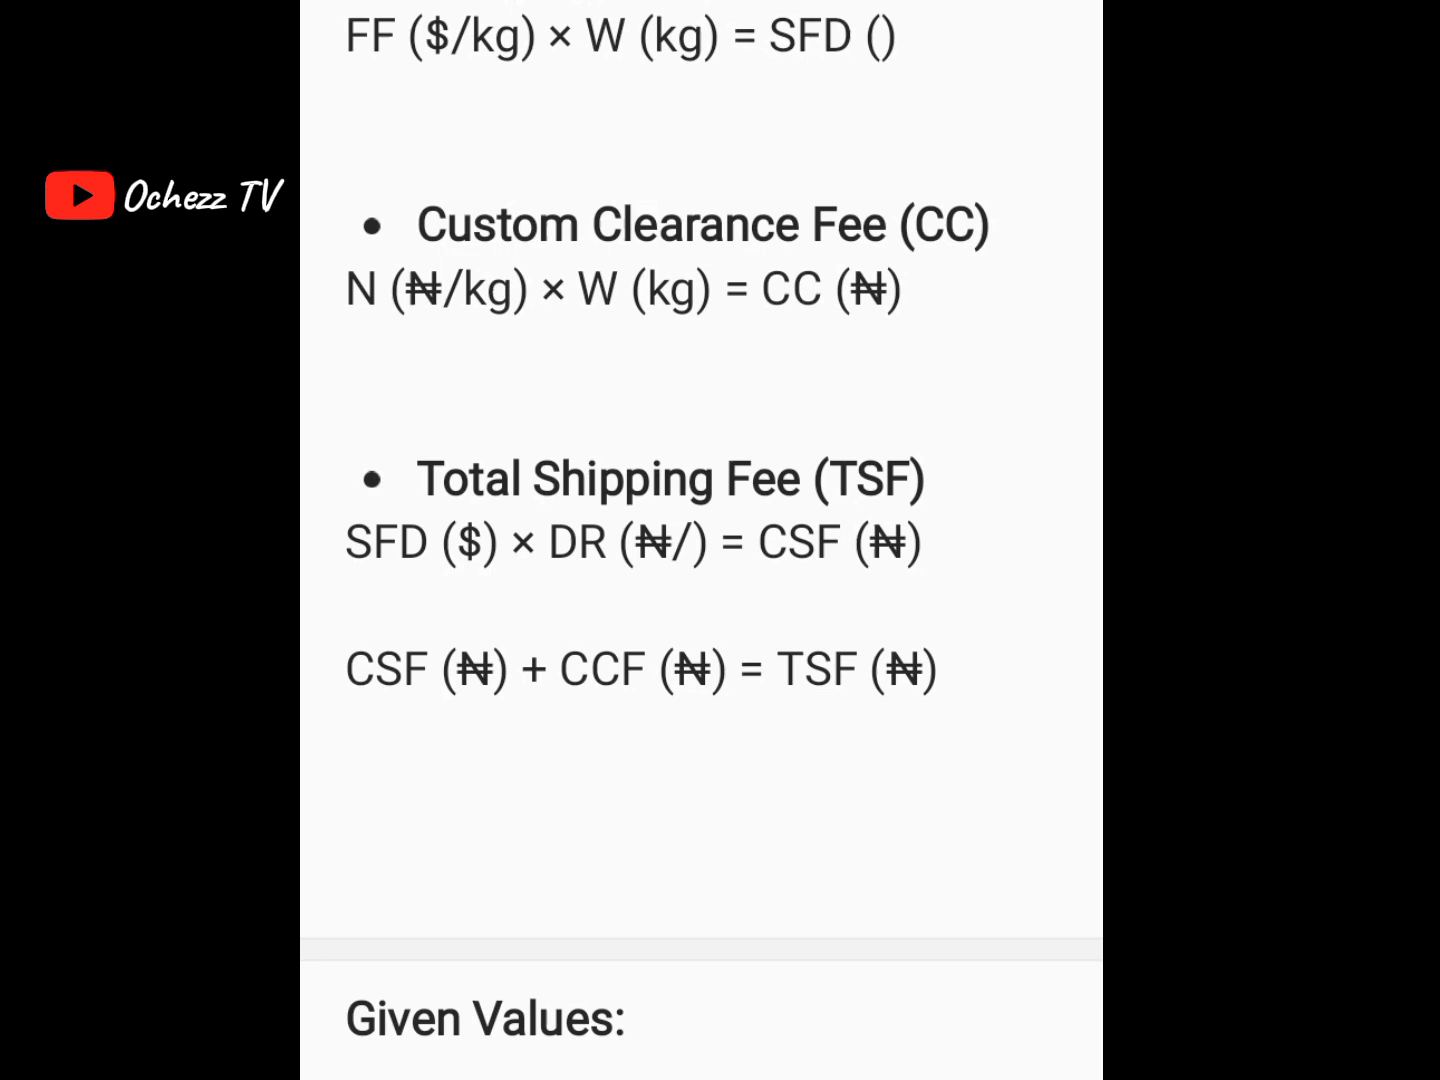 FF ($/kg) × W (kg) = SFD ()
Ochezz TV
• Custom Clearance Fee (CC)
N (₦/kg) × W (kg) = CC (₦)
• Total Shipping Fee (TSF)
SFD ($) × DR (₦/) = CSF (₦)
CSF (₦) + CCF (₦) = TSF (₦)
Given Values: